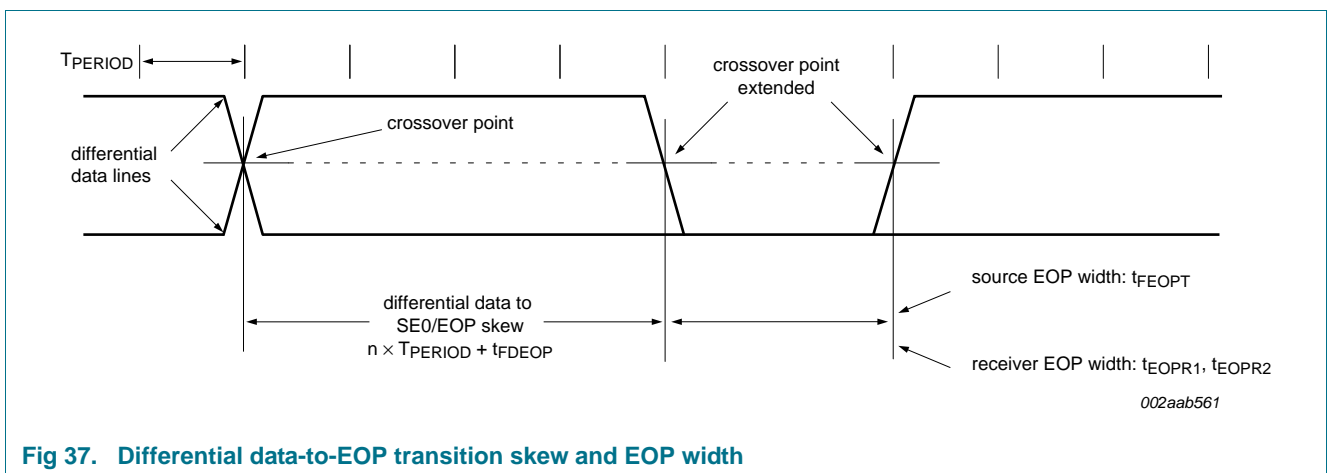 TPERIOD
crossover point
extended
crossover point
differential
data lines
differential data to
SE0/EOP skew
n × TPERIOD + tFDEOP
source EOP width: tFEOPT
receiver EOP width: tEOPR1, tEOPR2
002aab561
Fig 37. Differential data-to-EOP transition skew and EOP width